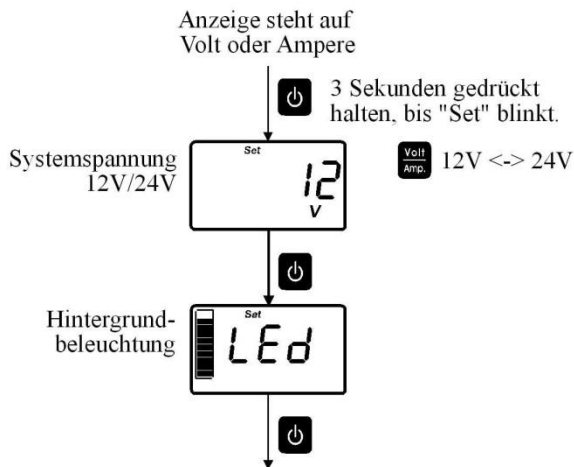 Anzeige steht auf
Volt oder Ampere
3 Sekunden gedrückt
halten, bis "Set" blinkt.
Systemspannung
12V/24V
Set
12
V
Volt
Amp.
12V <-> 24V
Hintergrund-
beleuchtung
Set
LEd